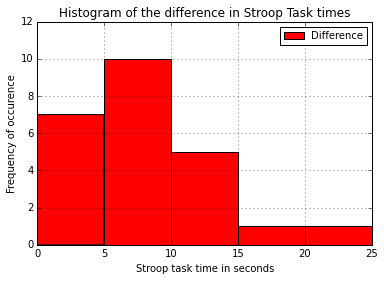 Histogram of the difference in Stroop Task times
12
10
8
6
4
2
0
Frequency of occurence
Difference
0 5 10 15 20 25
Stroop task time in seconds